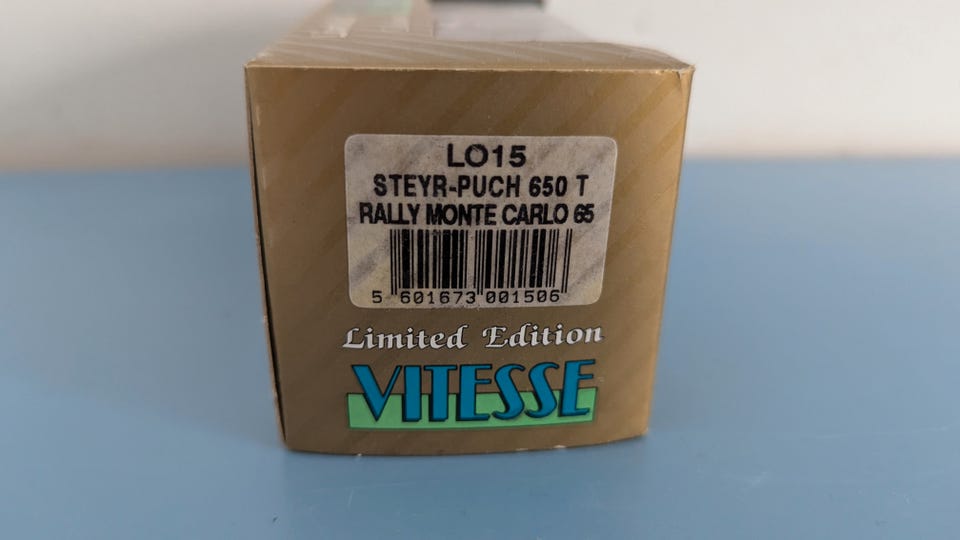 LO15
STEYR-PUCH 650 T
RALLY MONTE CARLO 65
5 601673 001506
Limited Edition
VITESSE